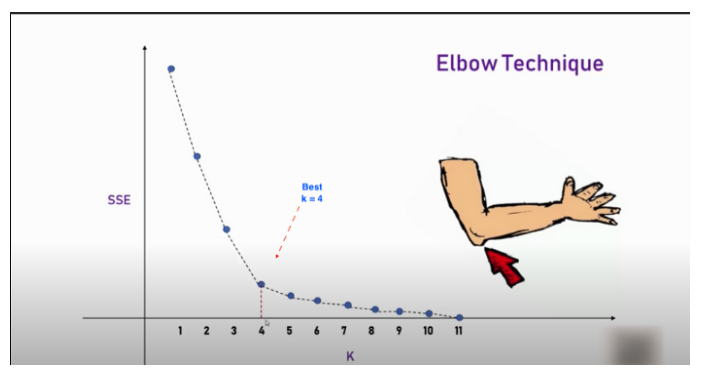 Elbow Technique
Best
k = 4
SSE
1 2 3 4 5 6 7 8 9 10 11
K